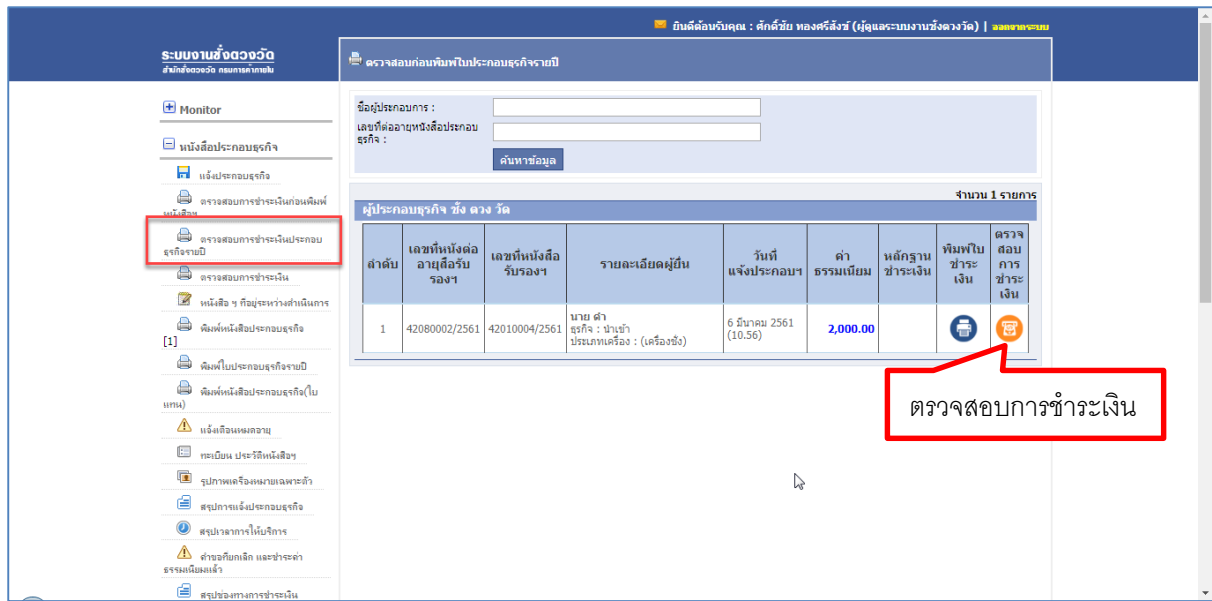 ยินดีต้อนรับคุณ : ศักดิ์ชัย ทองศรีสังข์ (ผู้ดูแลระบบงานชั่งตวงวัด) | ออกจากระบบ
ระบบงานชั่งตวงวัด
สำนักชั่งตวงวัด กรมการค้าภายใน
ตรวจสอบก่อนพิมพ์ใบประกอบธุรกิจรายปี
Monitor
หนังสือประกอบธุรกิจ
แจ้งประกอบธุรกิจ
ตรวจสอบการชำระเงินก่อนพิมพ์
หนังสือฯ
ตรวจสอบการชำระเงินประกอบ
ธุรกิจรายปี
ตรวจสอบการชำระเงิน
หนังสือ ฯ ที่อยู่ระหว่างดำเนินการ
พิมพ์หนังสือประกอบธุรกิจ
[1]
พิมพ์ใบประกอบธุรกิจรายปี
พิมพ์หนังสือประกอบธุรกิจ(ใบ
แทน)
แจ้งเตือนหมดอายุ
ทะเบียน ประวัติหนังสือฯ
รูปภาพเครื่องหมายเฉพาะตัว
สรุปการแจ้งประกอบธุรกิจ
สรุปเวลาการให้บริการ
คำขอที่ยกเลิก และชำระค่า
ธรรมเนียมแล้ว
สรุปช่องทางการชำระเงิน
ชื่อผู้ประกอบการ :
เลขที่ต่ออายุหนังสือประกอบ
ธุรกิจ :
ค้นหาข้อมูล
จำนวน 1 รายการ
ผู้ประกอบธุรกิจ ชั่ง ตวง วัด
ลำดับ
เลขที่หนังต่อ
อายุสือรับ
รองฯ
เลขที่หนังสือ
รับรองฯ
รายละเอียดผู้ยื่น
วันที่
แจ้งประกอบฯ
ค่า
ธรรมเนียม
หลักฐาน
ชำระเงิน
พิมพ์ใบ
ชำระ
เงิน
ตรวจ
สอบ
การ
ชำระ
เงิน
1
42080002/2561
42010004/2561
นาย ดำ
ธุรกิจ : นำเข้า
ประเภทเครื่อง : (เครื่องชั่ง)
6 มีนาคม 2561
(10.56)
2,000.00
ตรวจสอบการชำระเงิน